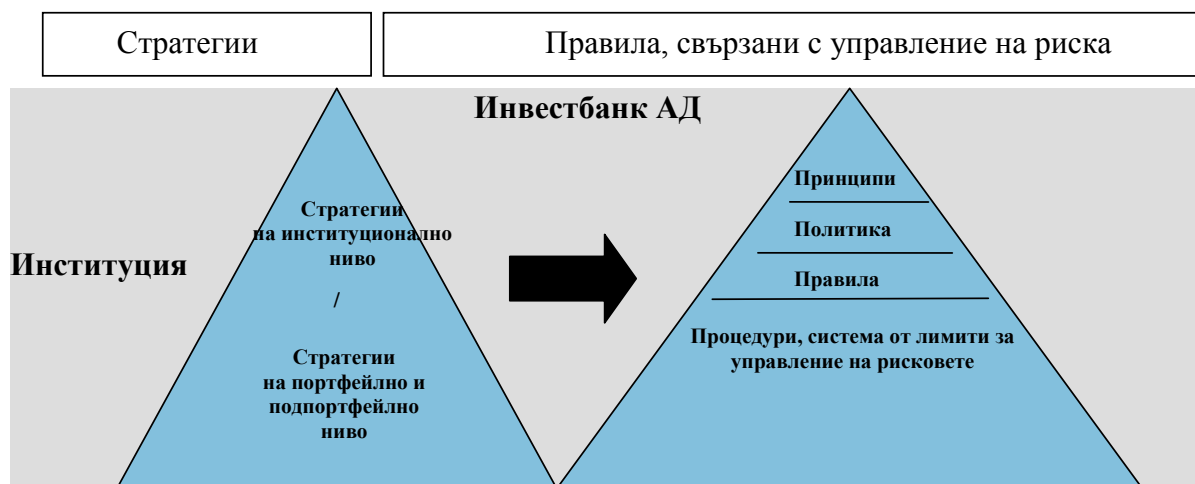 Стратегии
Правила, свързани с управление на риска
Инвестбанк АД
Институция
Стратегии
на институционално
ниво
/
Стратегии
на портфейлно и
подпортфейлно
ниво
Принципи
Политика
Правила
Процедури, система от лимити за
управление на рисковете